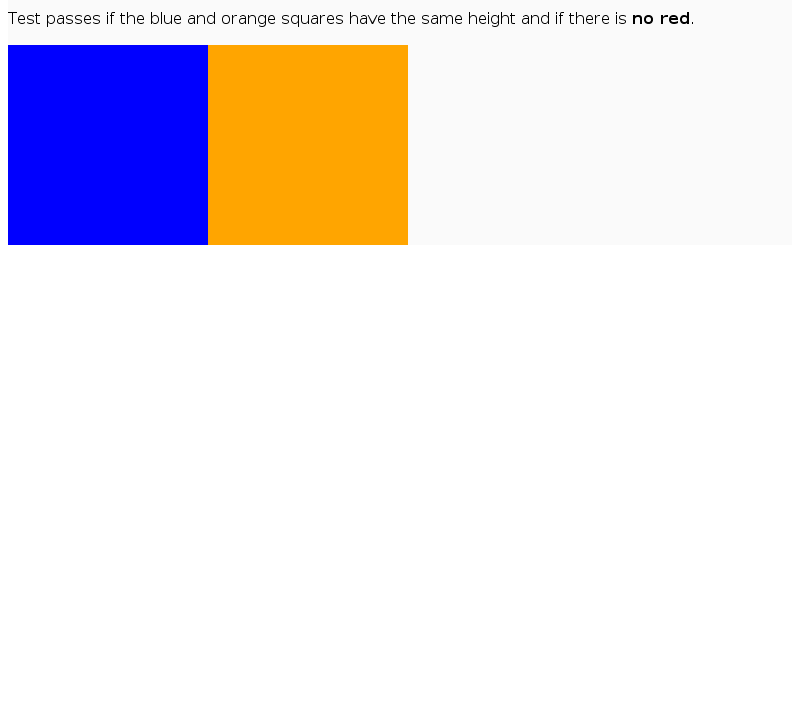 Test passes if the blue and orange squares have the same height and if there is no red.